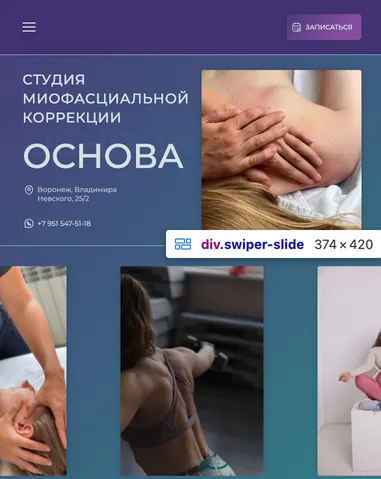 ЗАПИСАТЬСЯ
СТУДИЯ
МИОФАСЦИАЛЬНОЙ
КОРРЕКЦИИ
ОСНОВА
Воронеж, Владимира
Невского, 25/2
+7 951 547-51-18
div.swiper-slide 374 × 420